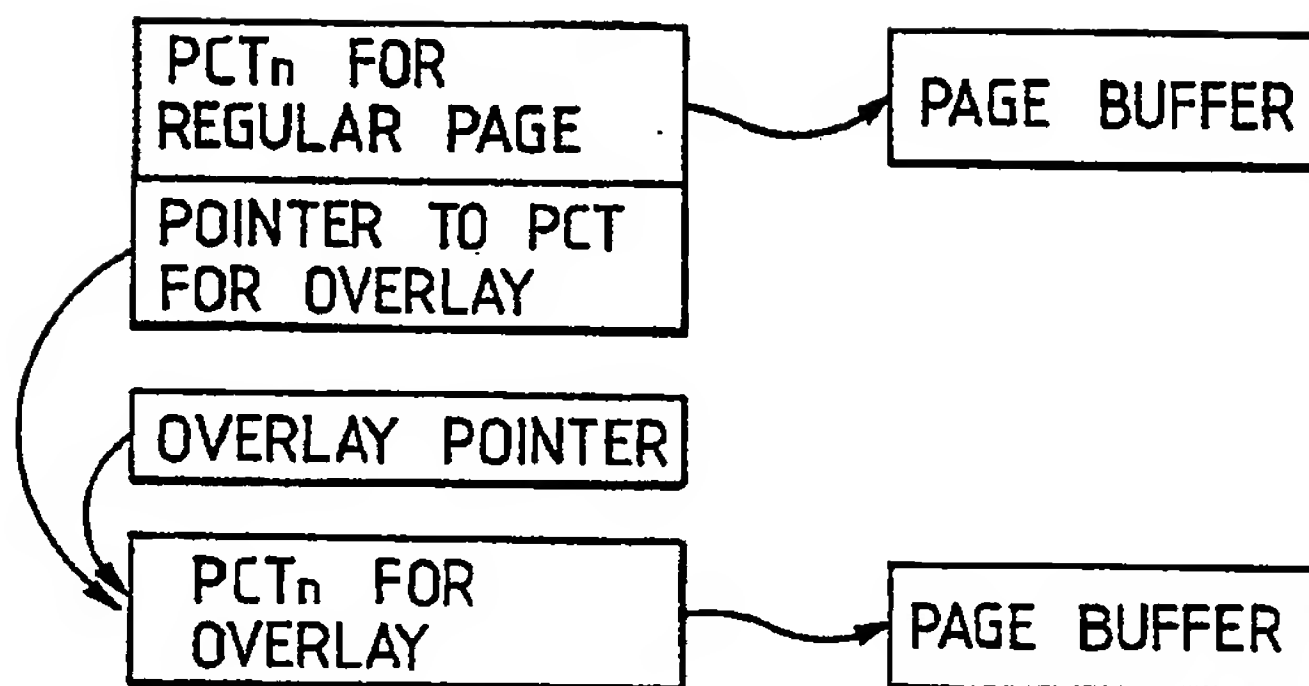 PCTn FOR
REGULAR PAGE
PAGE BUFFER
POINTER TO PCT
FOR OVERLAY
OVERLAY POINTER
PCTn FOR
OVERLAY
PAGE BUFFER